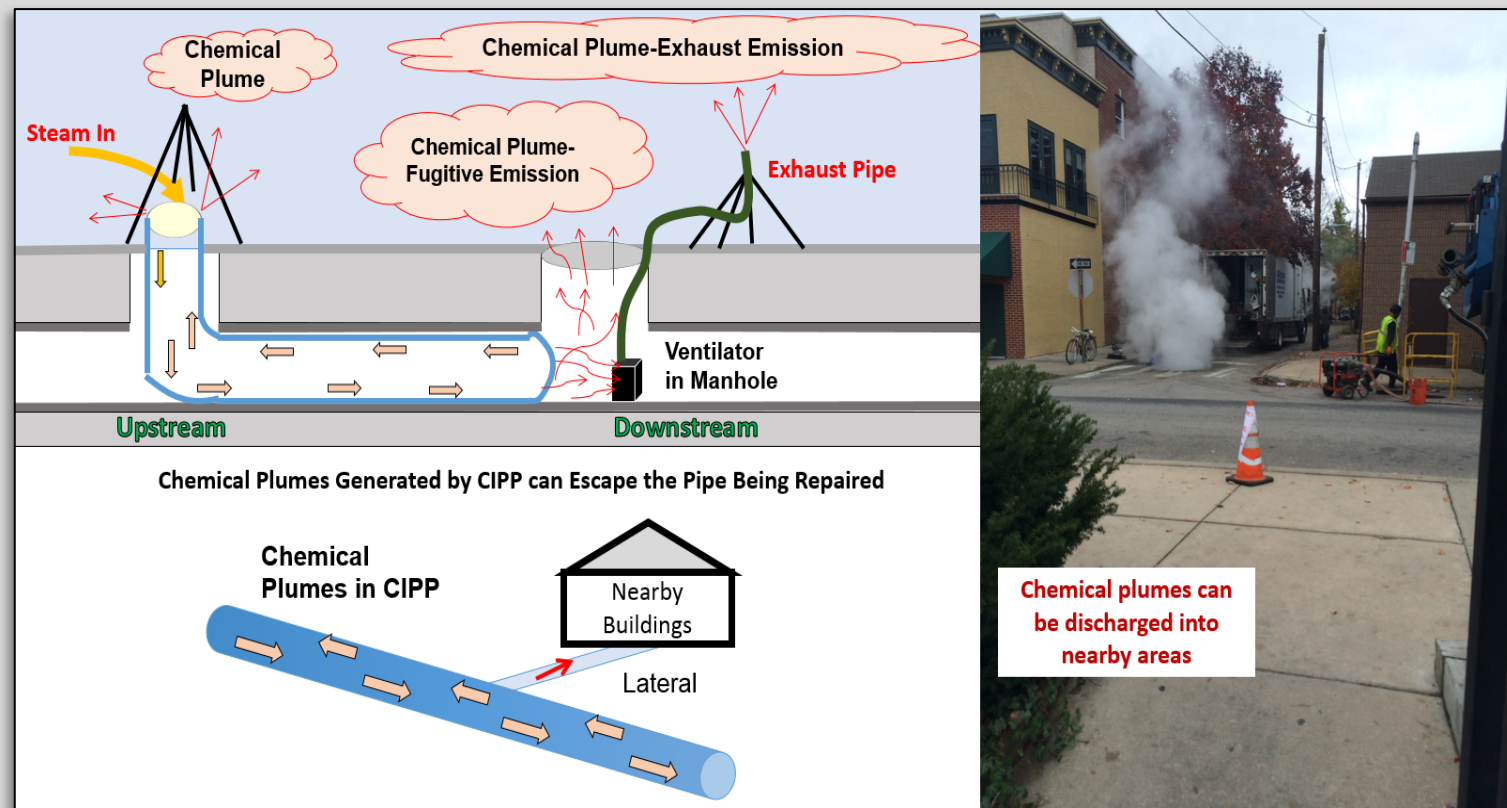 Chemical
Plume
Chemical Plume-Exhaust Emission
Steam In
Chemical Plume-
Fugitive Emission
Exhaust Pipe
Ventilator
in Manhole
Upstream
Downstream
Chemical Plumes Generated by CIPP can Escape the Pipe Being Repaired
Chemical
Plumes in CIPP
Nearby
Buildings
Lateral
Chemical plumes can
be discharged into
nearby areas